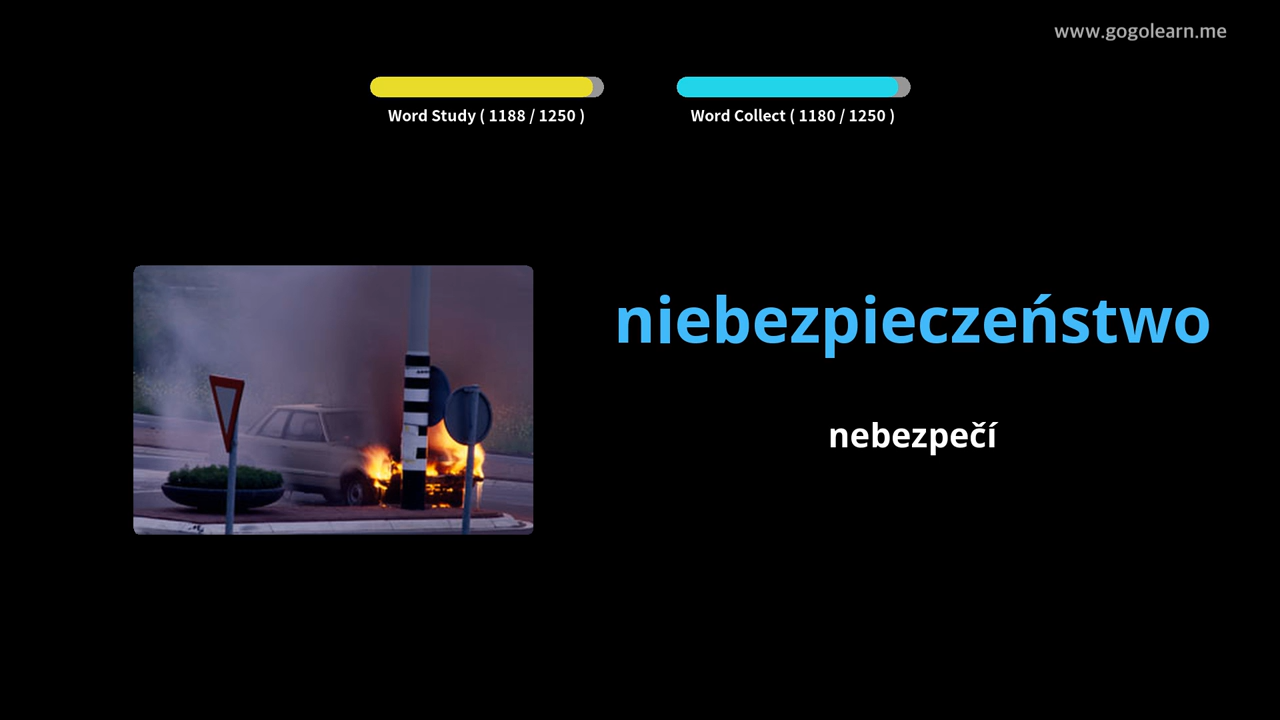 www.gogolearn.me
Word Study ( 1188 / 1250 )
Word Collect ( 1180 / 1250 )
niebezpieczeństwo
nebezpečí